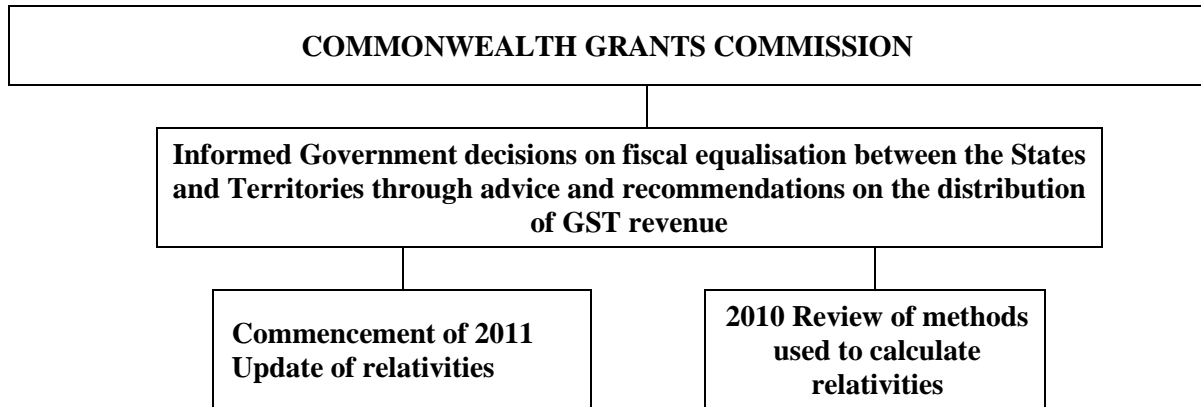 COMMONWEALTH GRANTS COMMISSION
Informed Government decisions on fiscal equalisation between the States
and Territories through advice and recommendations on the distribution
of GST revenue
Commencement of 2011
Update of relativities
2010 Review of methods
used to calculate
relativities